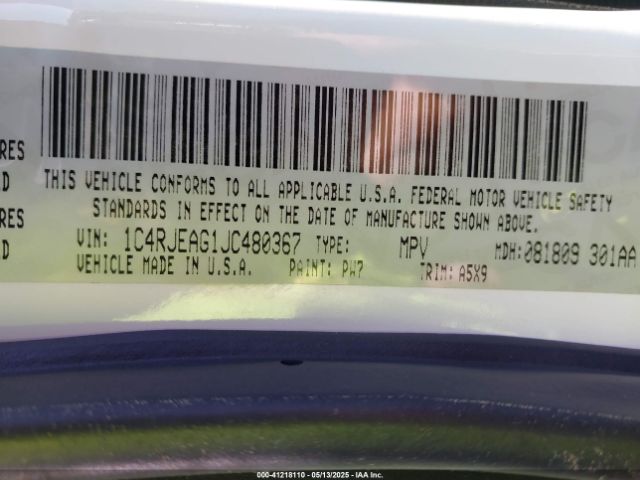 RES
THIS VEHICLE CONFORMS TO ALL APPLICABLE U.S.A. FEDERAL MOTOR VEHICLE SAFETY
D
STANDARDS IN EFFECT ON THE DATE OF MANUFACTURE SHOWN ABOVE.
RES
VIN: 1C4RJEAG1JC480367 TYPE: MPV MDH:081809 301AA
D
VEHICLE MADE IN U.S.A. PAINT: PW7 TRIM: A5X9
000-41218110 - 05/13/2025 - IAA Inc.